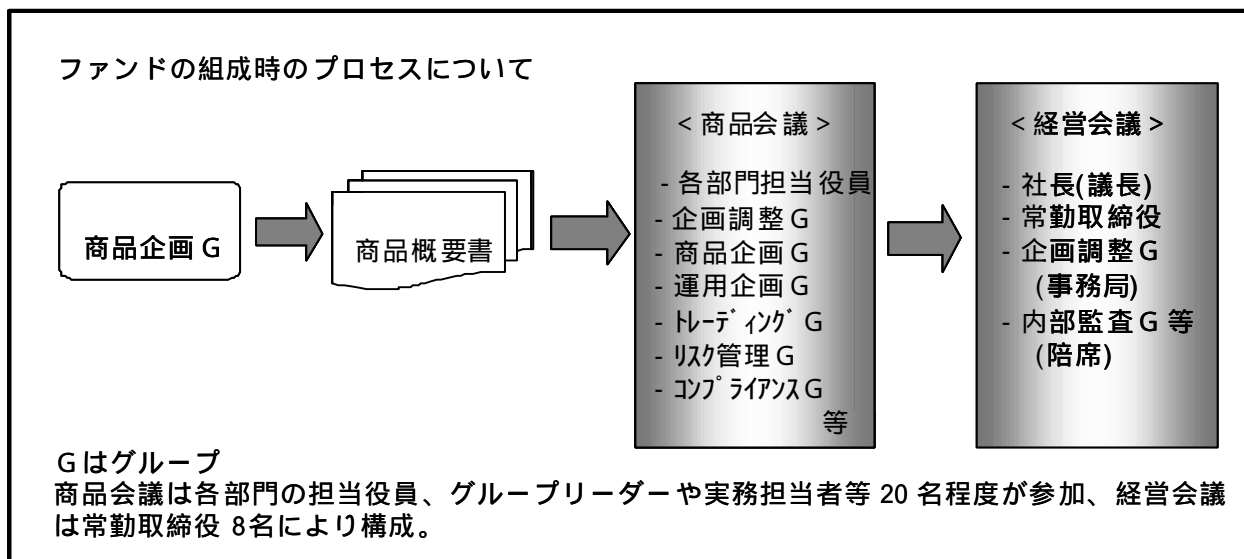 ファンドの組成時のプロセスについて
商品企画G
商品概要書
<商品会議>
- 各部門担当役員
- 企画調整G
- 商品企画G
- 運用企画G
- ﾄﾚｰﾃﾞｨﾝｸﾞG
- ﾘｽｸ管理G
- ｺﾝﾌﾟﾗｲｱﾝｽG
等
<経営会議>
- 社長(議長)
- 常勤取締役
- 企画調整G
(事務局)
- 内部監査G 等
(陪席)
Gはグループ
商品会議は各部門の担当役員、グループリーダーや実務担当者等 20 名程度が参加、経営会議
は常勤取締役 8名により構成。